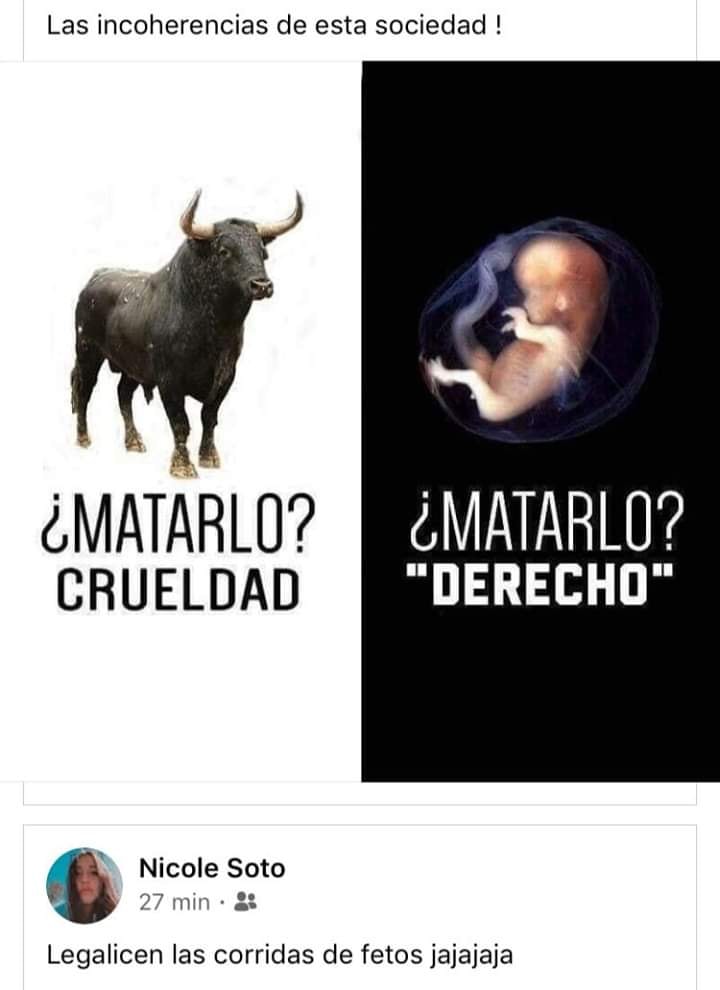 Las incoherencias de esta sociedad !
¿MATARLO?
CRUELDAD
¿MATARLO?
"DERECHO"
Nicole Soto
27 min ·
Legalicen las corridas de fetos jajajaja